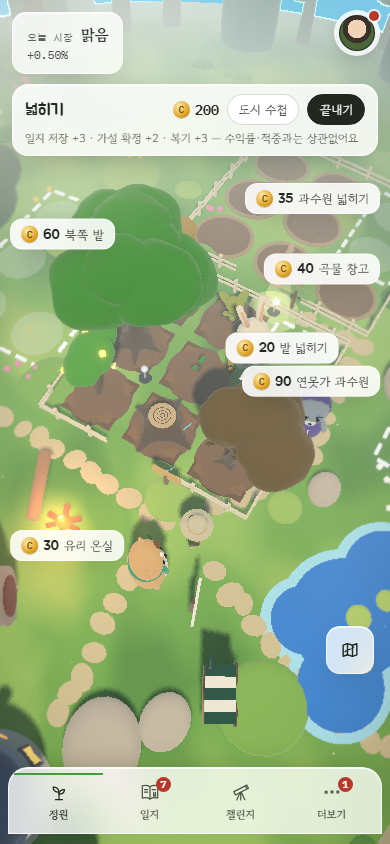 오늘 시장 맑음
+0.50%
넓히기
C 200
도시 수첩
끝내기
일지 저장 +3 · 가설 확정 +2 · 복기 +3 — 수익률·적중과는 상관없어요
C 35 과수원 넓히기
C 60 북쪽 밭
C 40 곡물 창고
C 20 밭 넓히기
C 90 연못가 과수원
C 30 유리 온실
정원
일지
7
챌린지
더보기
1